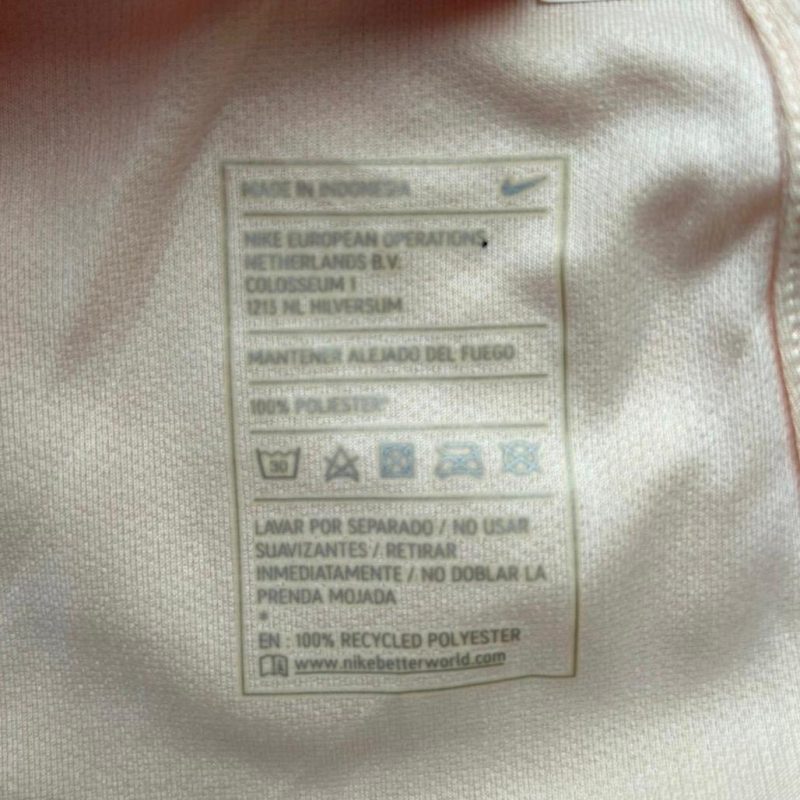 MADE IN INDONESIA
NIKE EUROPEAN OPERATIONS
NETHERLANDS B.V.
COLOSSEUM 1
1213 NL HILVERSUM
MANTENER ALEJADO DEL FUEGO
100% POLIESTER*
30
LAVAR POR SEPARADO / NO USAR
SUAVIZANTES / RETIRAR
INMEDIATAMENTE / NO DOBLAR LA
PRENDA MOJADA
*
EN : 100% RECYCLED POLYESTER
www.nikebetterworld.com